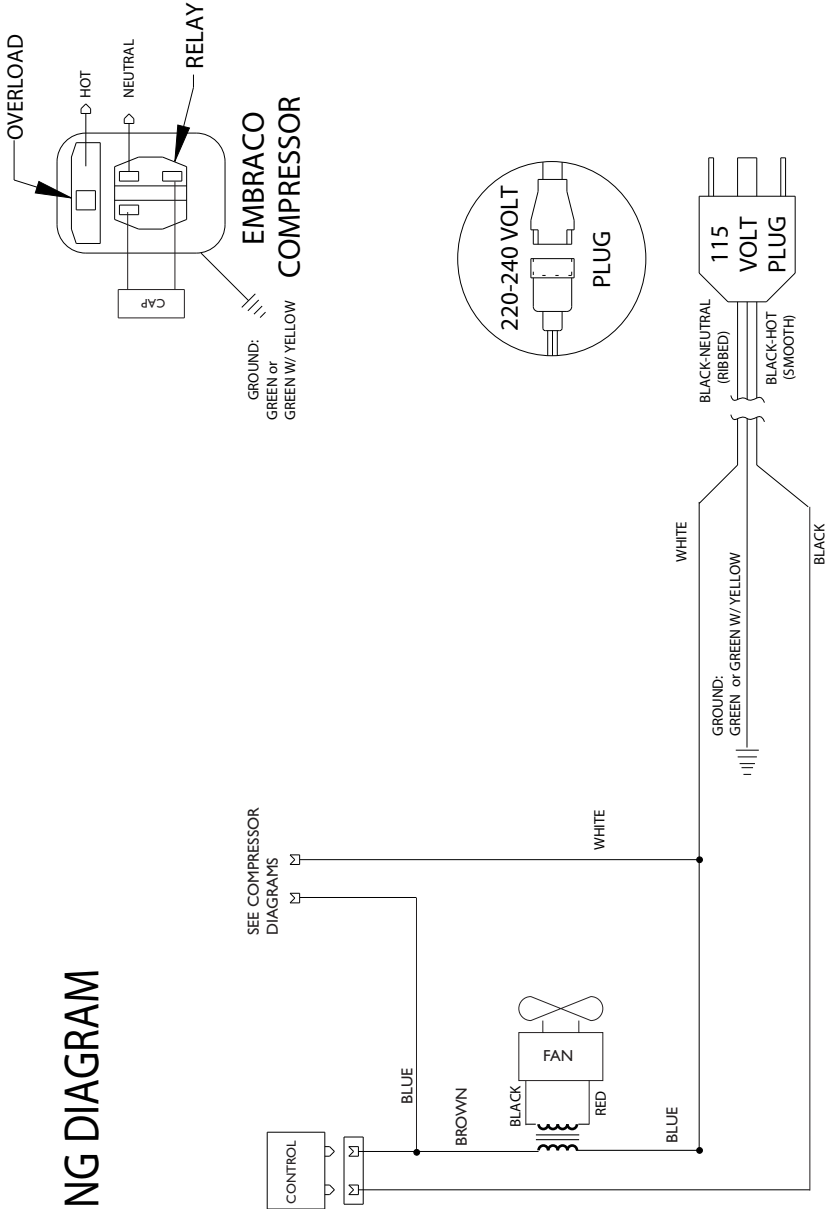 NG DIAGRAM
OVERLOAD
HOT
NEUTRAL
RELAY
EMBRACO
COMPRESSOR
CAP
GROUND:
GREEN or
GREEN W/ YELLOW
220-240 VOLT
PLUG
115
VOLT
PLUG
BLACK-NEUTRAL
(RIBBED)
BLACK-HOT
(SMOOTH)
WHITE
BLACK
GROUND:
GREEN or GREEN W/ YELLOW
SEE COMPRESSOR
DIAGRAMS
WHITE
BLUE
BROWN
BLACK
FAN
RED
BLUE
CONTROL